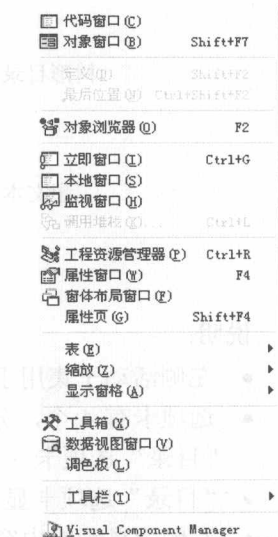 代码窗口(C)
对象窗口(B) Shift+F7
定义(D) Shift+F2
最后位置(N) Ctrl+Shift+F2
对象浏览器(O) F2
立即窗口(I) Ctrl+G
本地窗口(S)
监视窗口(H)
调用堆栈(K)... Ctrl+L
工程资源管理器(P) Ctrl+R
属性窗口(W) F4
窗体布局窗口(F)
属性页(G) Shift+F4
表(E)
缩放(Z)
显示窗格(A)
工具箱(X)
数据视图窗口(V)
调色板(L)
工具栏(T)
Visual Component Manager